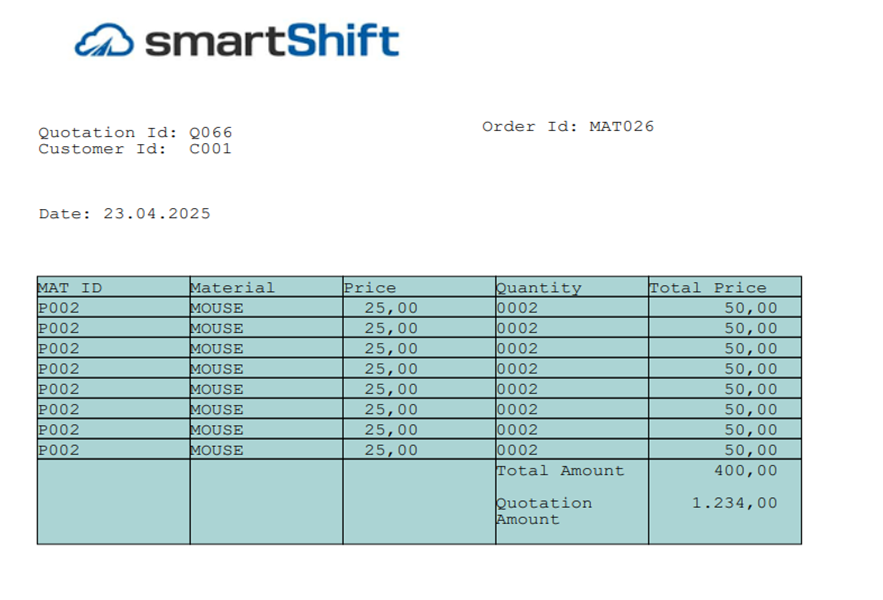 smartShift
Quotation Id: Q066
Customer Id:  C001
Order Id: MAT026
Date: 23.04.2025
MAT ID Material Price Quantity Total Price
P002 MOUSE 25,00 0002 50,00
P002 MOUSE 25,00 0002 50,00
P002 MOUSE 25,00 0002 50,00
P002 MOUSE 25,00 0002 50,00
P002 MOUSE 25,00 0002 50,00
P002 MOUSE 25,00 0002 50,00
P002 MOUSE 25,00 0002 50,00
P002 MOUSE 25,00 0002 50,00
Total Amount 400,00
Quotation 1.234,00
Amount